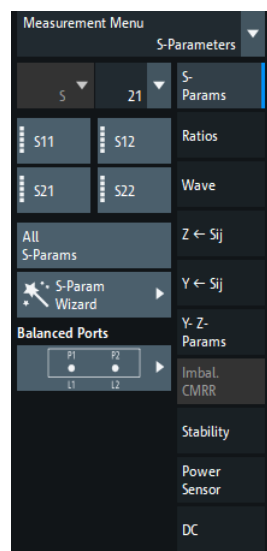 Measurement Menu
S-Parameters
S
21
S11
S12
S21
S22
All
S-Params
S-Param
Wizard
Balanced Ports
P1 P2
L1 L2
S-
Params
Ratios
Wave
Z ← Sij
Y ← Sij
Y- Z-
Params
Imbal.
CMRR
Stability
Power
Sensor
DC